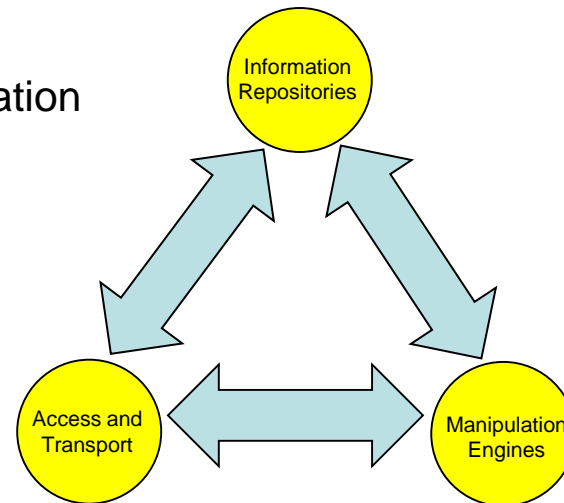 ation
Information
Repositories
Access and
Transport
Manipulation
Engines